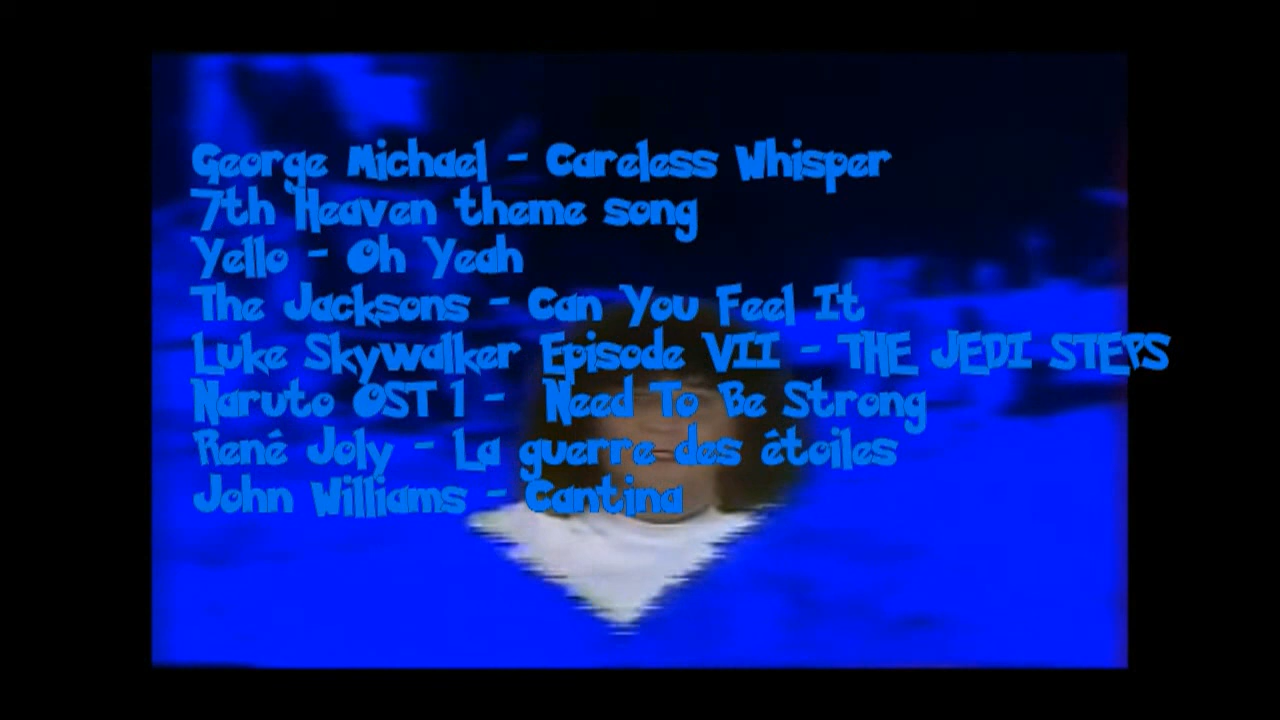 George Michael - Careless Whisper
7th Heaven theme song
Yello - Oh Yeah
The Jacksons - Can You Feel It
Luke Skywalker Episode VII - THE JEDI STEPS
Naruto OST 1 - Need To Be Strong
René Joly - La guerre des étoiles
John Williams - Cantina